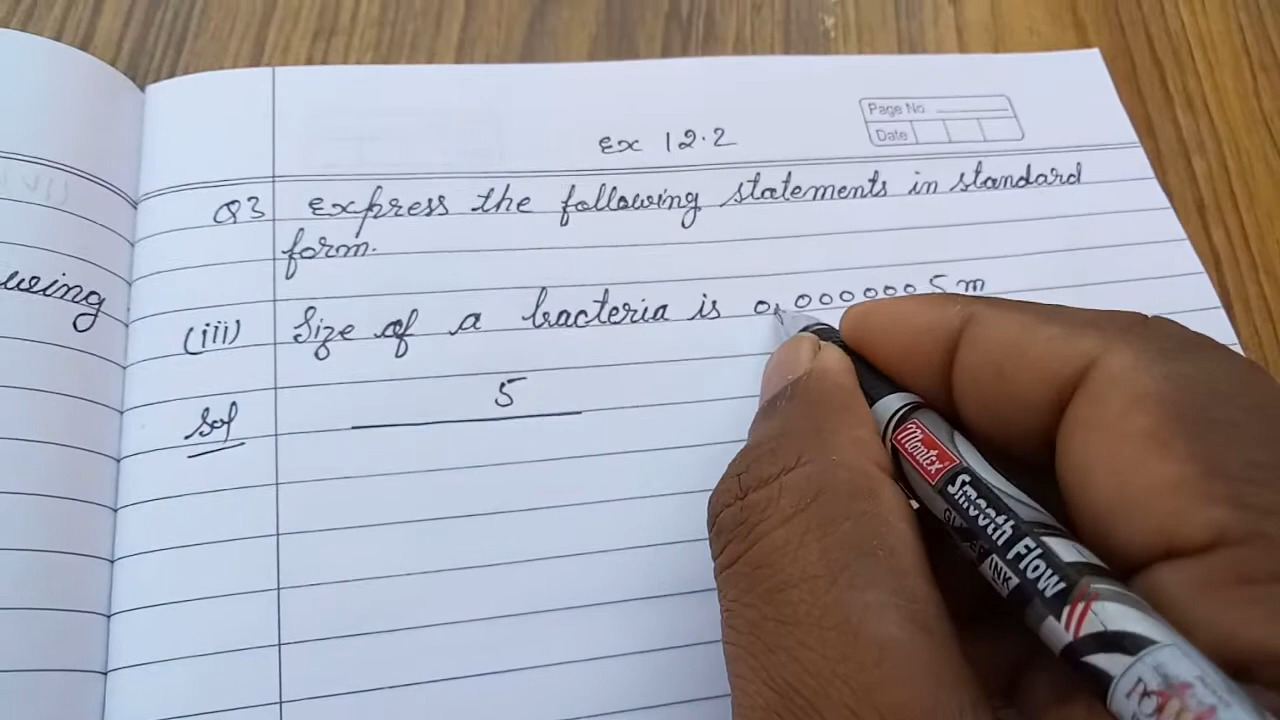 Page No.
Date
Ex 12.2
Q3 Express the following statements in standard
form.
wing
(iii) Size of a bacteria is 0.0000005 m
Sol 5
Montex
Smooth Flow
INK